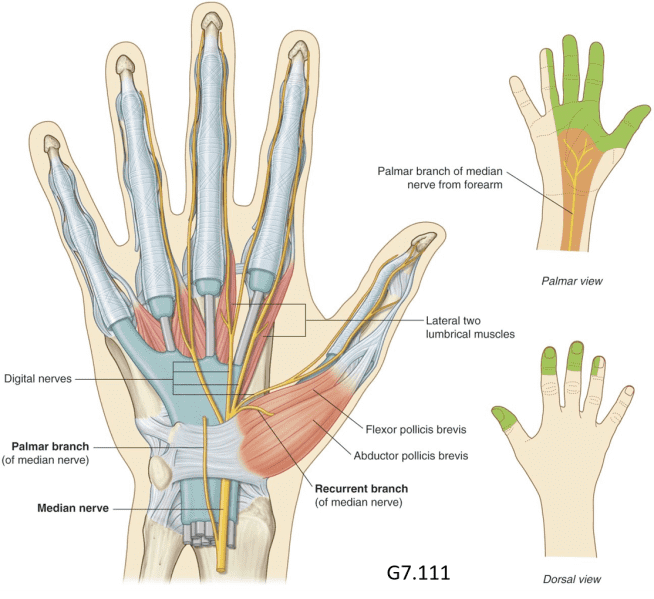 Palmar branch of median
nerve from forearm
Palmar view
Lateral two
lumbrical muscles
Digital nerves
Flexor pollicis brevis
Palmar branch
(of median nerve)
Abductor pollicis brevis
Recurrent branch
(of median nerve)
Median nerve
G7.111
Dorsal view